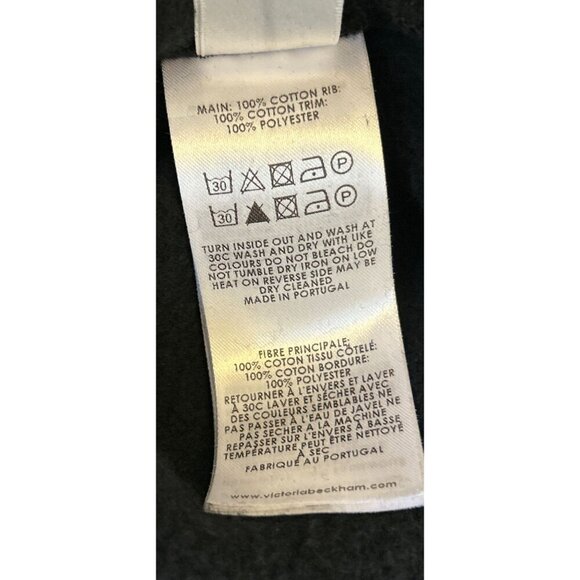 MAIN: 100% COTTON RIB:
100% COTTON TRIM:
100% POLYESTER
30 P
30 P
TURN INSIDE OUT AND WASH AT
30C WASH AND DRY WITH LIKE
COLOURS DO NOT BLEACH DO
NOT TUMBLE DRY IRON ON LOW
HEAT ON REVERSE SIDE MAY BE
DRY CLEANED
MADE IN PORTUGAL
FIBRE PRINCIPALE:
100% COTON TISSU CÔTELÉ:
100% COTON BORDURE:
100% POLYESTER
RETOURNER À L'ENVERS ET LAVER
À 30C LAVER ET SÉCHER AVEC
DES COULEURS SEMBLABLES NE
PAS PASSER À L'EAU DE JAVEL NE
PAS SECHER A LA MACHINE
REPASSER SUR L'ENVERS À BASSE
TEMPÉRATURE PEUT ÊTRE NETTOYÉ
À SEC
FABRIQUÉ AU PORTUGAL
www.victoriabeckham.com